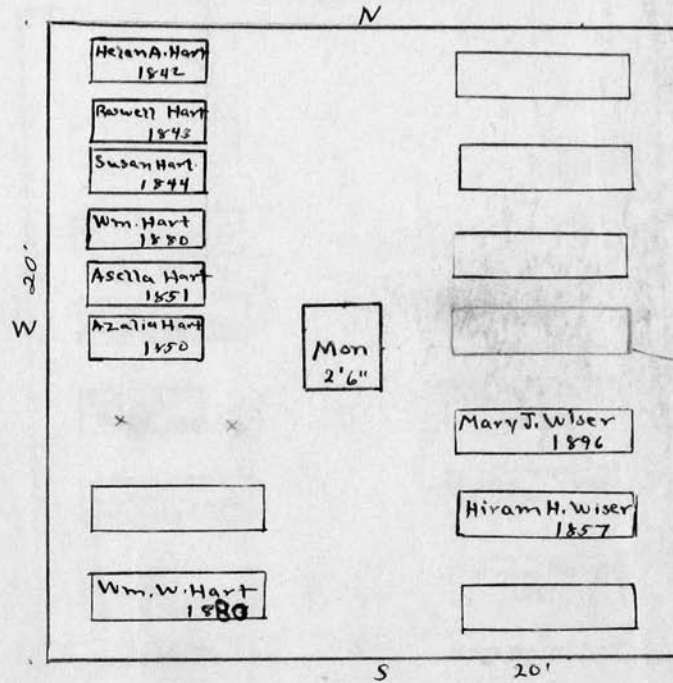 N
Helen A. Hart
1842
Roswell Hart
1843
Susan Hart.
1844
Wm. Hart
1880
Asella Hart
1851
Azalia Hart
1850
W 20'
Mon
2'6"
Mary J. Wiser
1896
Hiram H. Wiser
1857
Wm. W. Hart
1880
S 20'